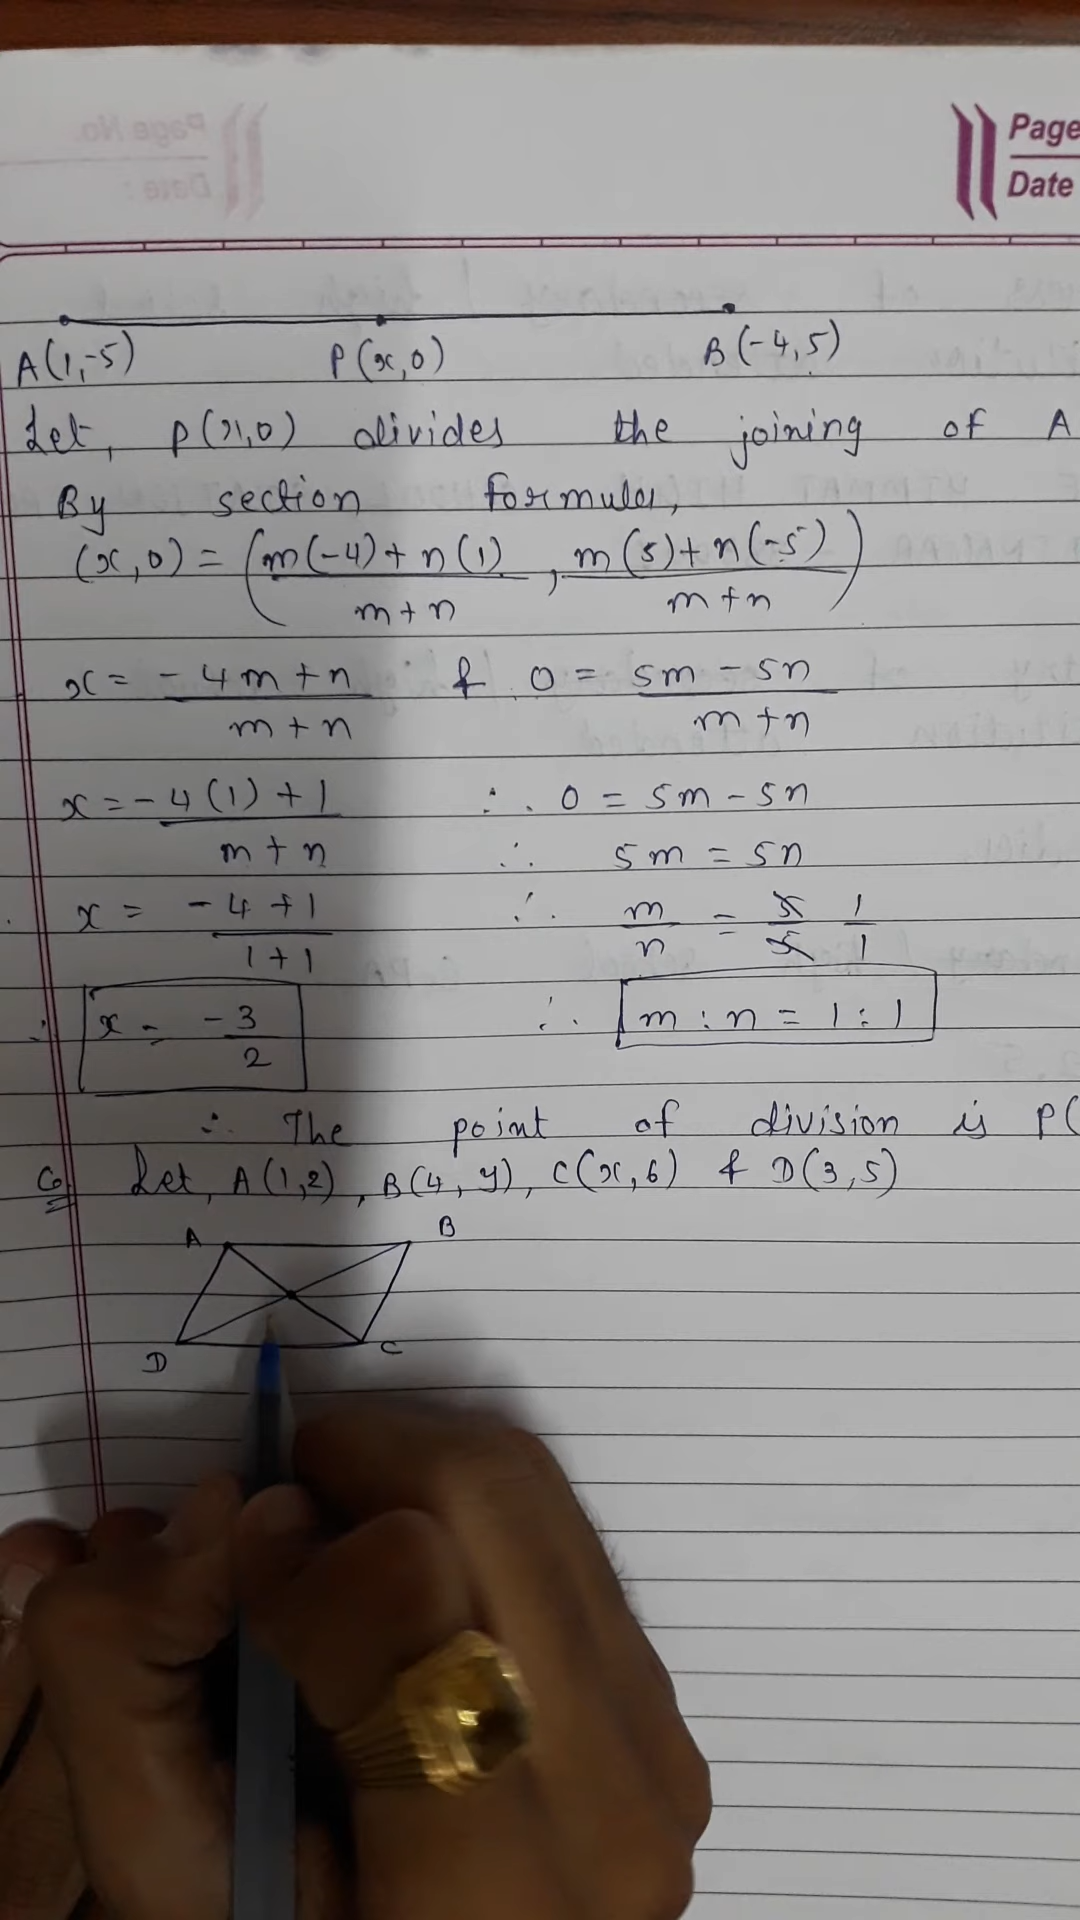 Page
Date
A(1,-5) P(x,0) B(-4,5)
Let, P(x,0) divides the joining of A
By section formula,
(x,0) = (m(-4)+n(1)/m+n, m(5)+n(-5)/m+n)
x = -4m+n/m+n & 0 = 5m-5n/m+n
x = -4(1)+1/m+n ∴ 0 = 5m-5n
∴ 5m = 5n
x = -4+1/1+1 ∴ m/n = 5/5 1/1
∴ x = -3/2 ∴ m:n = 1:1
∴ The point of division is P(
6. Let, A(1,2), B(4,y), C(x,6) & D(3,5)
A B
D C